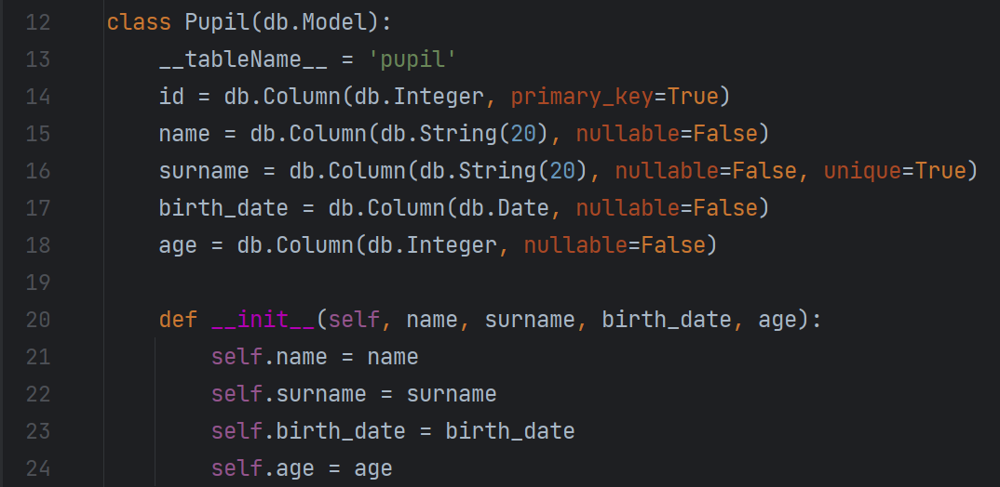 12 class Pupil(db.Model):
13     __tableName__ = 'pupil'
14     id = db.Column(db.Integer, primary_key=True)
15     name = db.Column(db.String(20), nullable=False)
16     surname = db.Column(db.String(20), nullable=False, unique=True)
17     birth_date = db.Column(db.Date, nullable=False)
18     age = db.Column(db.Integer, nullable=False)
19
20     def __init__(self, name, surname, birth_date, age):
21         self.name = name
22         self.surname = surname
23         self.birth_date = birth_date
24         self.age = age